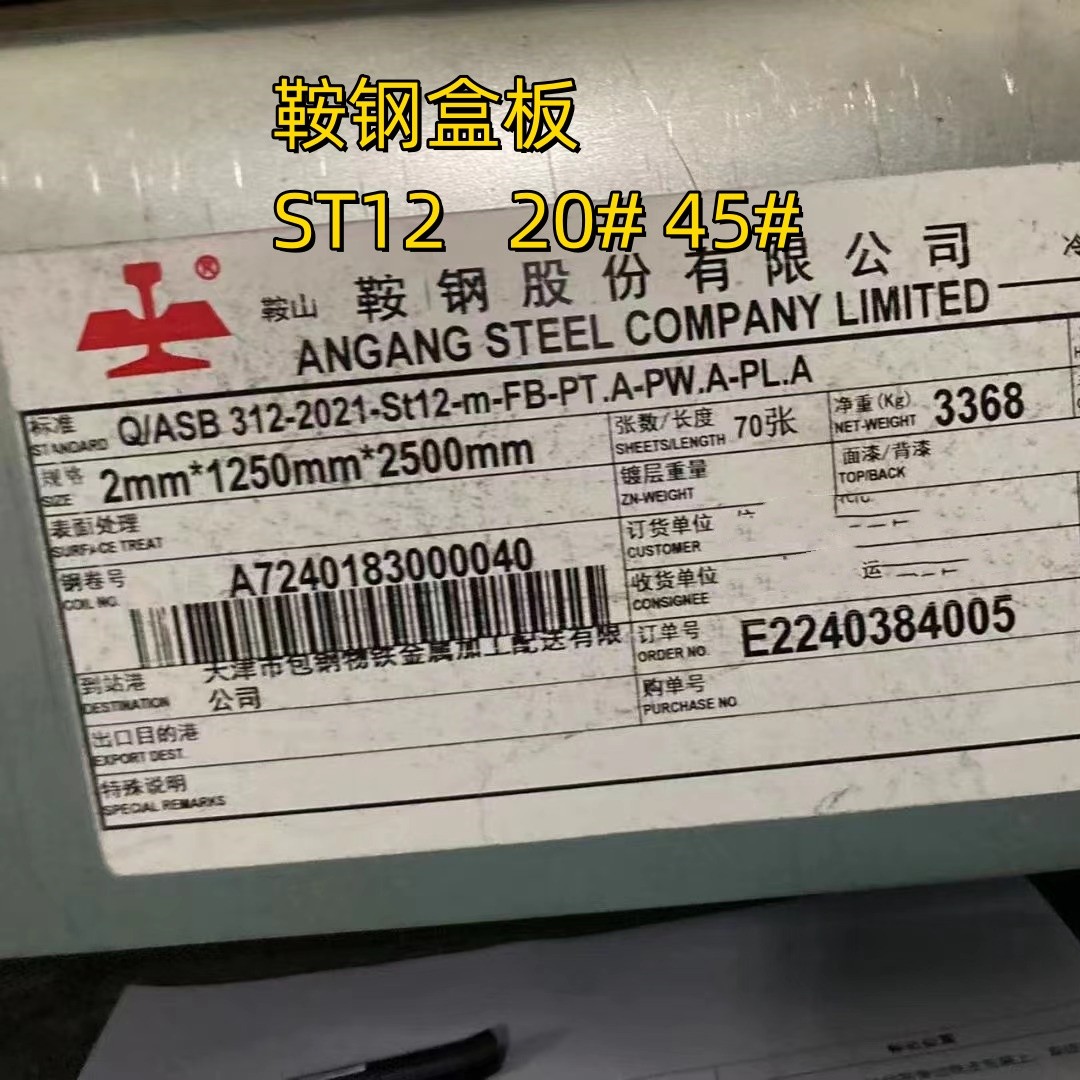 鞍钢盒板
ST12 20# 45#
®
鞍山 鞍钢股份有限公司 冷
ANGANG STEEL COMPANY LIMITED
标准 STANDARD Q/ASB 312-2021-St12-m-FB-PT.A-PW.A-PL.A
规格 SIZE 2mm*1250mm*2500mm
张数/长度 SHEETS/LENGTH 70张
净重(Kg) NET-WEIGHT 3368
表面处理
SURFACE TREAT
镀层重量
ZN-WEIGHT
面漆/背漆
TOP/BACK
钢卷号
COIL NO. A7240183000040
订货单位
CUSTOMER
收货单位
CONSIGNEE
运
到站港
DESTINATION
天津市包钢物铁金属加工配送有限
公司
订单号
ORDER NO. E2240384005
购单号
PURCHASE NO.
出口目的港
EXPORT DEST.
特殊说明
SPECIAL REMARKS